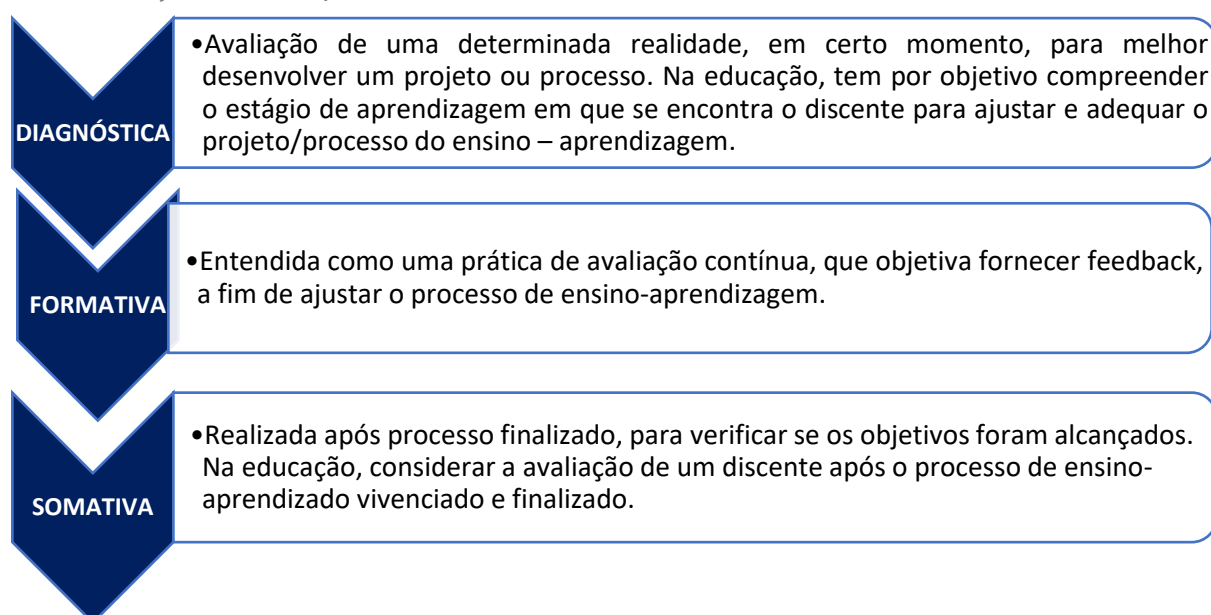 •Avaliação de uma determinada realidade, em certo momento, para melhor
desenvolver um projeto ou processo. Na educação, tem por objetivo compreender
o estágio de aprendizagem em que se encontra o discente para ajustar e adequar o
projeto/processo do ensino – aprendizagem.
DIAGNÓSTICA
•Entendida como uma prática de avaliação contínua, que objetiva fornecer feedback,
a fim de ajustar o processo de ensino-aprendizagem.
FORMATIVA
•Realizada após processo finalizado, para verificar se os objetivos foram alcançados.
Na educação, considerar a avaliação de um discente após o processo de ensino-
aprendizado vivenciado e finalizado.
SOMATIVA